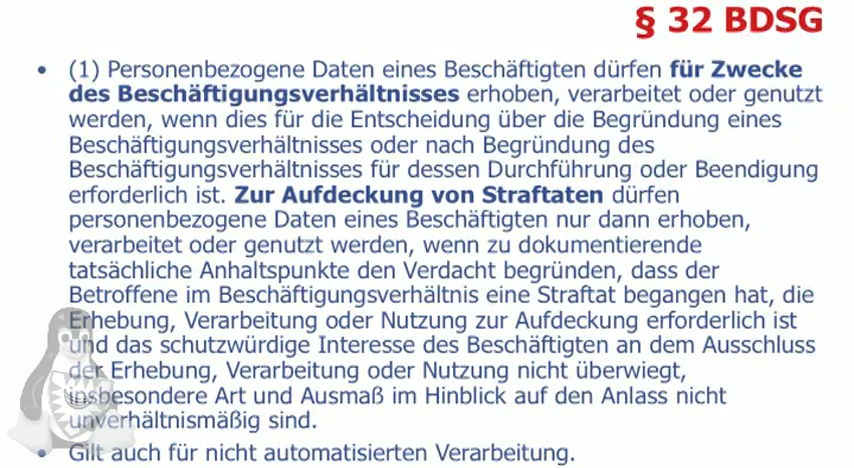 § 32 BDSG
• (1) Personenbezogene Daten eines Beschäftigten dürfen für Zwecke
des Beschäftigungsverhältnisses erhoben, verarbeitet oder genutzt
werden, wenn dies für die Entscheidung über die Begründung eines
Beschäftigungsverhältnisses oder nach Begründung des
Beschäftigungsverhältnisses für dessen Durchführung oder Beendigung
erforderlich ist. Zur Aufdeckung von Straftaten dürfen
personenbezogene Daten eines Beschäftigten nur dann erhoben,
verarbeitet oder genutzt werden, wenn zu dokumentierende
tatsächliche Anhaltspunkte den Verdacht begründen, dass der
Betroffene im Beschäftigungsverhältnis eine Straftat begangen hat, die
Erhebung, Verarbeitung oder Nutzung zur Aufdeckung erforderlich ist
und das schutzwürdige Interesse des Beschäftigten an dem Ausschluss
der Erhebung, Verarbeitung oder Nutzung nicht überwiegt,
insbesondere Art und Ausmaß im Hinblick auf den Anlass nicht
unverhältnismäßig sind.
• Gilt auch für nicht automatisierten Verarbeitung.